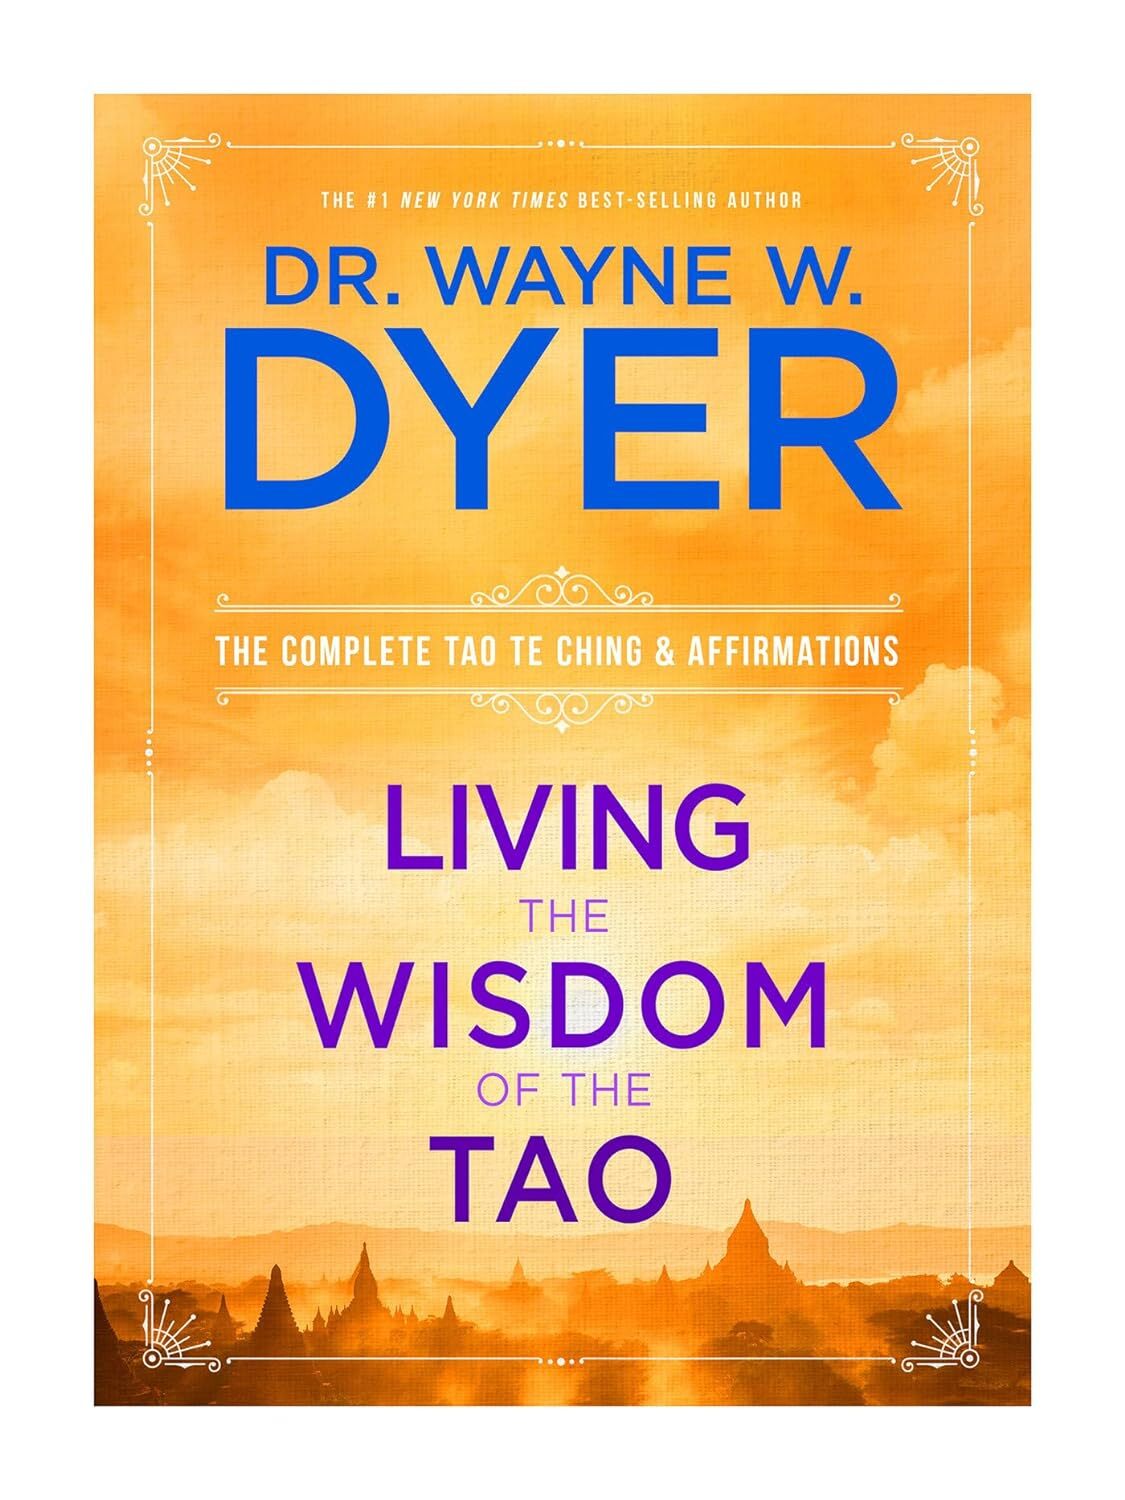 THE #1 NEW YORK TIMES BEST-SELLING AUTHOR
DR. WAYNE W.
DYER
THE COMPLETE TAO TE CHING & AFFIRMATIONS
LIVING
THE
WISDOM
OF THE
TAO